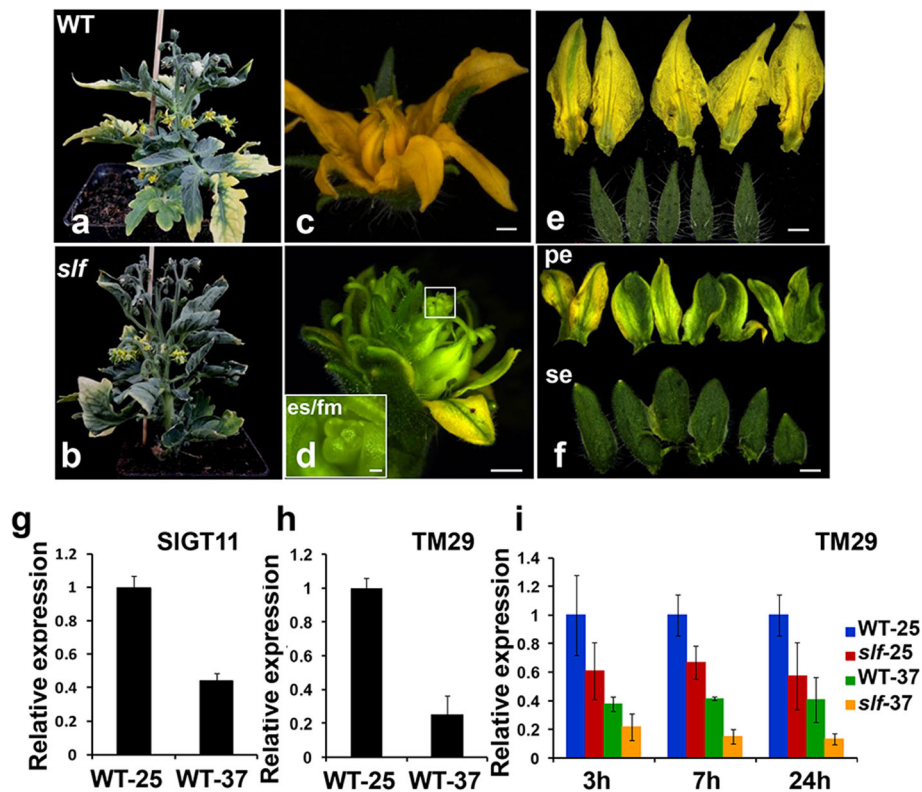 WT
a
c
e
slf
b
es/fm
d
pe
se
f
g
SlGT11
Relative expression
1.2
1
0.8
0.6
0.4
0.2
0
WT-25 WT-37
h
TM29
Relative expression
1.2
1
0.8
0.6
0.4
0.2
0
WT-25 WT-37
i
TM29
Relative expression
1.4
1.2
1
0.8
0.6
0.4
0.2
0
3h 7h 24h
WT-25
slf-25
WT-37
slf-37